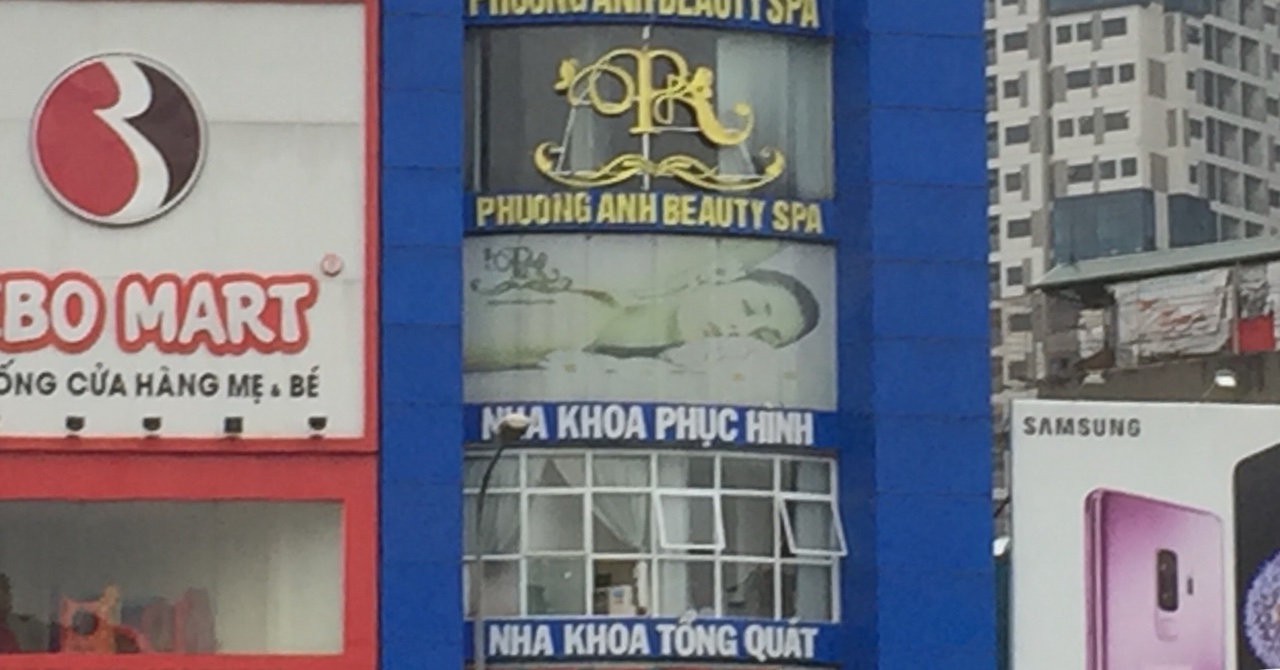 BO MART
ỐNG CỬA HÀNG MẸ & BÉ
PHUONG ANH BEAUTY SPA
PHUONG ANH BEAUTY SPA
NHA KHOA PHỤC HÌNH
NHA KHOA TỔNG QUÁT
SAMSUNG